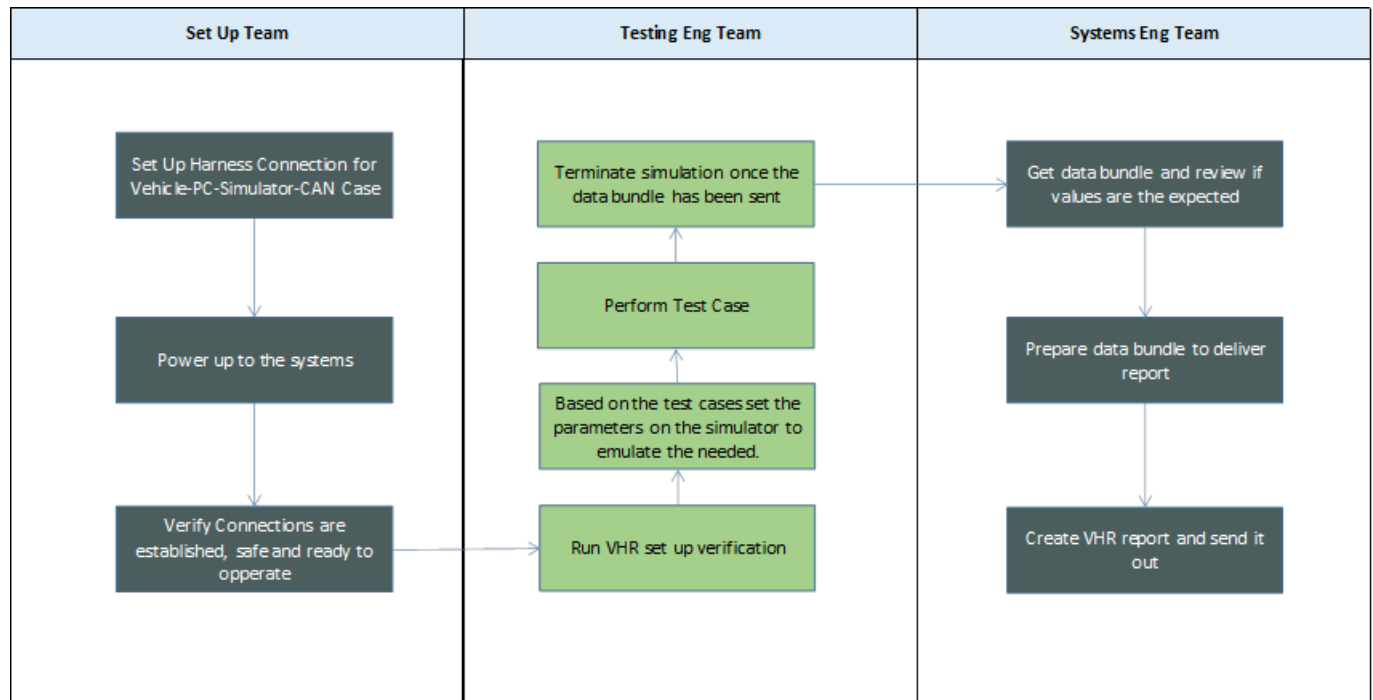 Set Up Team
Testing Eng Team
Systems Eng Team
Set Up Harness Connection for
Vehicle-PC-Simulator-CAN Case
Power up to the systems
Verify Connections are
established, safe and ready to
opperate
Terminate simulation once the
data bundle has been sent
Perform Test Case
Based on the test cases set the
parameters on the simulator to
emulate the needed.
Run VHR set up verification
Get data bundle and review if
values are the expected
Prepare data bundle to deliver
report
Create VHR report and send it
out